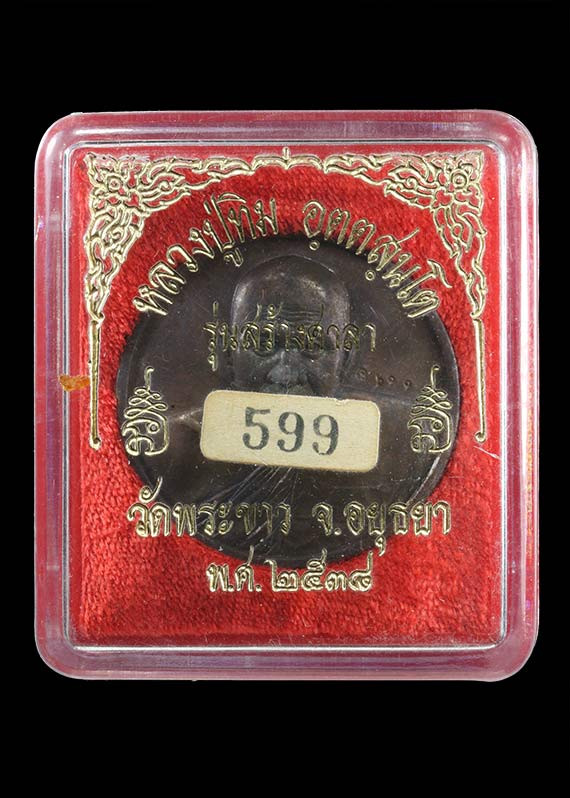 หลวงปู่ทิม อตฺตสนฺโต
รุ่นสร้างศาลา
599
วัดพระขาว จ.อยุธยา
พ.ศ.๒๕๓๘